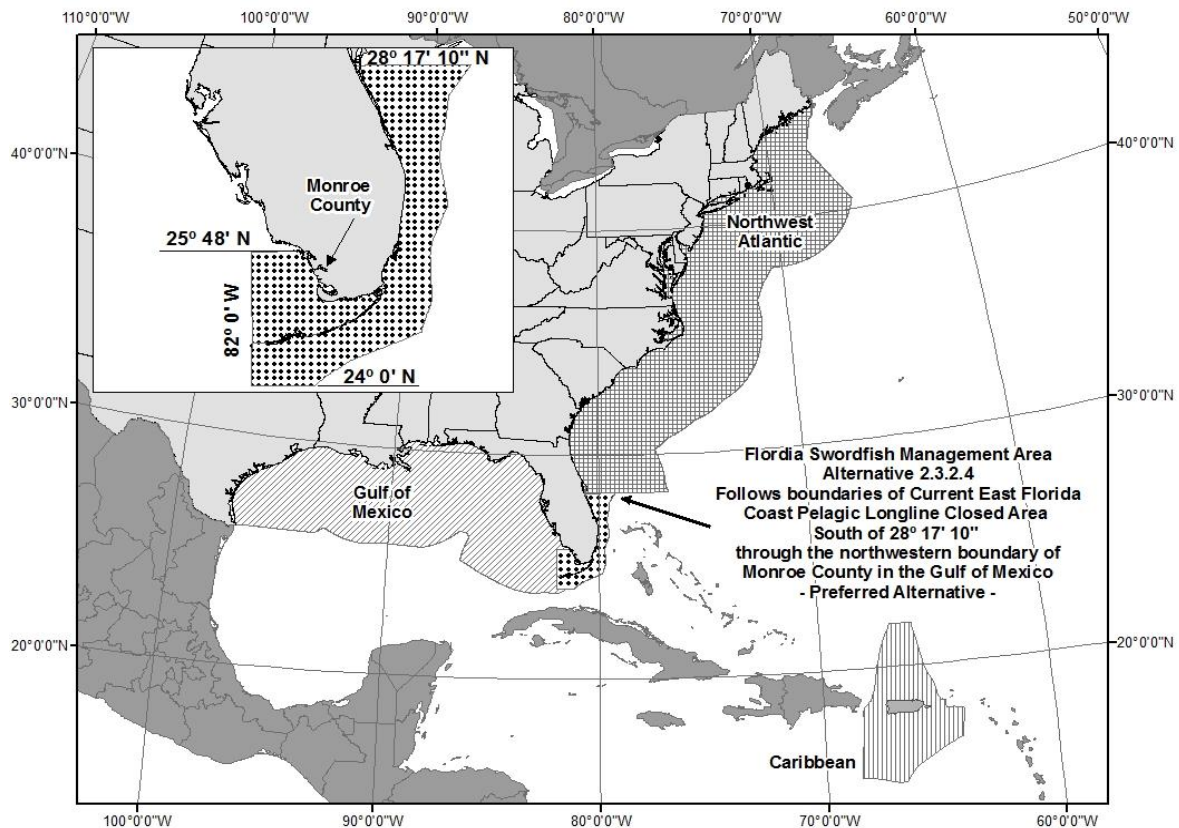 110°0'0"W
100°0'0"W
90°0'0"W
80°0'0"W
70°0'0"W
60°0'0"W
50°0'0"W
28º 17' 10" N
Monroe
County
25º 48' N
82º 0' W
24º 0' N
40°0'0"N
40°0'0"N
Northwest
Atlantic
30°0'0"N
30°0'0"N
Gulf of
Mexico
Flordia Swordfish Management Area
Alternative 2.3.2.4
Follows boundaries of Current East Florida
Coast Pelagic Longline Closed Area
South of 28º 17' 10"
through the northwestern boundary of
Monroe County in the Gulf of Mexico
- Preferred Alternative -
20°0'0"N
20°0'0"N
Caribbean
100°0'0"W
90°0'0"W
80°0'0"W
70°0'0"W
60°0'0"W